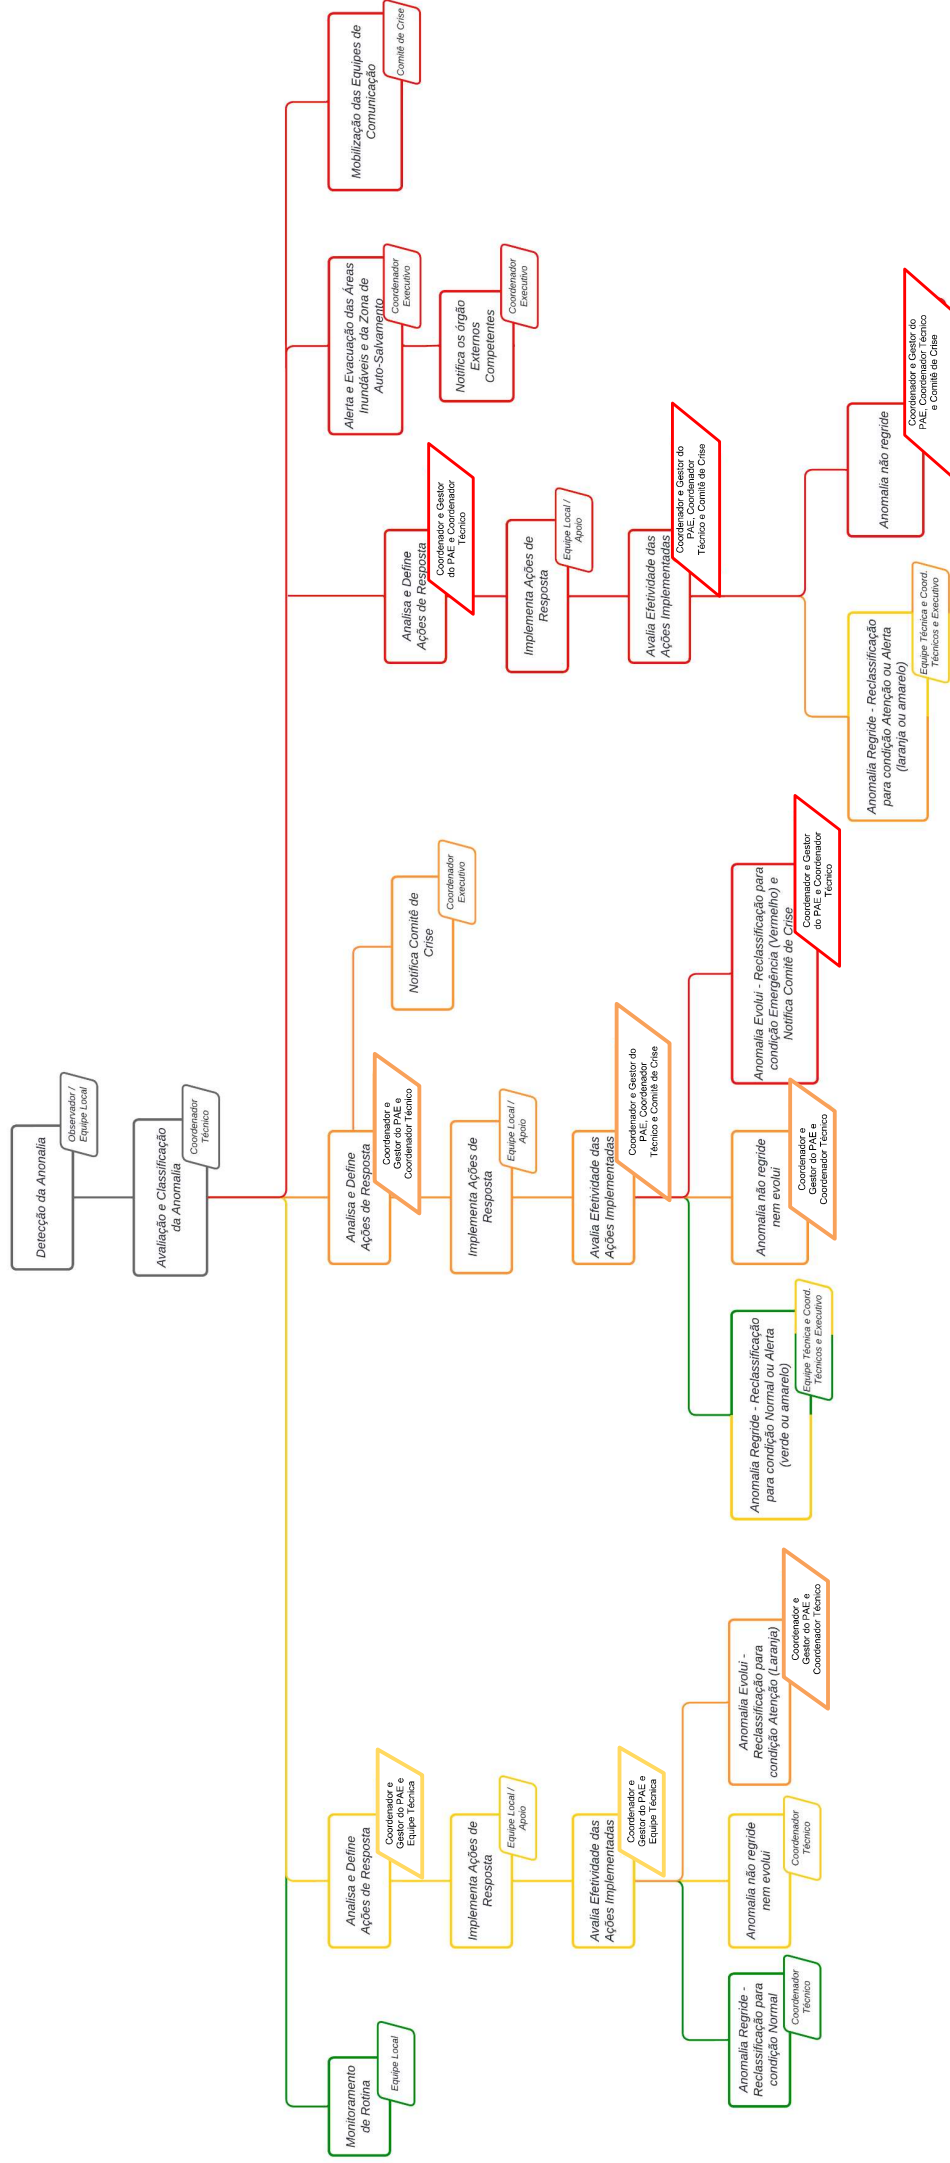 Detecção da Anonalia
Observador /
Equipe Local
Avaliação e Classificação
da Anomalia
Coordenador
Técnico
Monitoramento
de Rotina
Equipe Local
Analisa e Define
Ações de Resposta
Coordenador e
Gestor do PAE e
Equipe Técnica
Implementa Ações de
Resposta
Equipe Local /
Apoio
Avalia Efetividade das
Ações Implementadas
Coordenador e
Gestor do PAE e
Equipe Técnica
Anomalia Regride -
Reclassificação para
condição Normal
Coordenador
Técnico
Anomalia não regride
nem evolui
Coordenador
Técnico
Anomalia Evolui -
Reclassificação para
condição Atenção (Laranja)
Coordenador e
Gestor do PAE e
Coordenador Técnico
Analisa e Define
Ações de Resposta
Coordenador e
Gestor do PAE e
Coordenador Técnico
Notifica Comitê de
Crise
Coordenador
Executivo
Implementa Ações de
Resposta
Equipe Local /
Apoio
Avalia Efetividade das
Ações Implementadas
Coordenador e Gestor do
PAE, Coordenador
Técnico e Comitê de Crise
Anomalia Regride - Reclassificação
para condição Normal ou Alerta
(verde ou amarelo)
Equipe Técnica e Coord.
Técnicos e Executivo
Anomalia não regride
nem evolui
Coordenador e
Gestor do PAE e
Coordenador Técnico
Anomalia Evolui - Reclassificação para
condição Emergência (Vermelho) e
Notifica Comitê de Crise
Coordenador e Gestor
do PAE e Coordenador
Técnico
Analisa e Define
Ações de Resposta
Coordenador e Gestor
do PAE e Coordenador
Técnico
Implementa Ações de
Resposta
Equipe Local /
Apoio
Avalia Efetividade das
Ações Implementadas
Coordenador e Gestor do
PAE, Coordenador
Técnico e Comitê de Crise
Anomalia Regride - Reclassificação
para condição Atenção ou Alerta
(laranja ou amarelo)
Equipe Técnica e Coord.
Técnicos e Executivo
Anomalia não regride
Coordenador e Gestor do
PAE, Coordenador Técnico
e Comitê de Crise
Alerta e Evacuação das Áreas
Inundáveis e da Zona de
Auto-Salvamento
Coordenador
Executivo
Notifica os órgão
Externos
Competentes
Coordenador
Executivo
Mobilização das Equipes de
Comunicação
Comitê de Crise